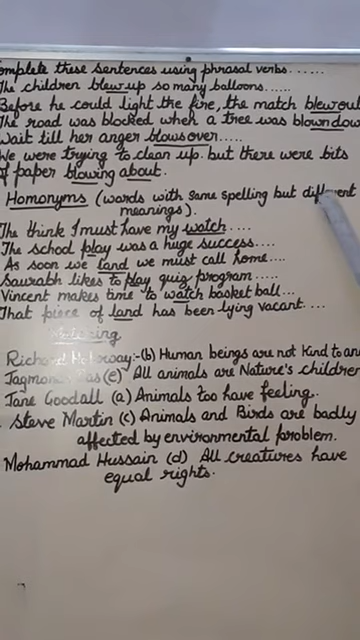 omplete these sentences using phrasal verbs......
The children blew up so many balloons......
Before he could light the fire, the match blew out
The road was blocked when a tree was blown dow
Wait till her anger blows over.....
We were trying to clean up. but there were bits
of paper blowing about.
Homonyms (words with same spelling but different
meanings).
The think I must have my watch....
The school play was a huge success....
As soon we land we must call home....
Saurabh likes to play quiz program.....
Vincent makes time to watch basket ball...
That piece of land has been lying vacant....
Richard :-(b) Human beings are not kind to an
(e) All animals are Nature's children
Jane Goodall (a) Animals too have feeling.
Steve Martin (c) Animals and Birds are badly
affected by environmental problem.
Mohammad Hussain (d) All creatures have
equal rights.